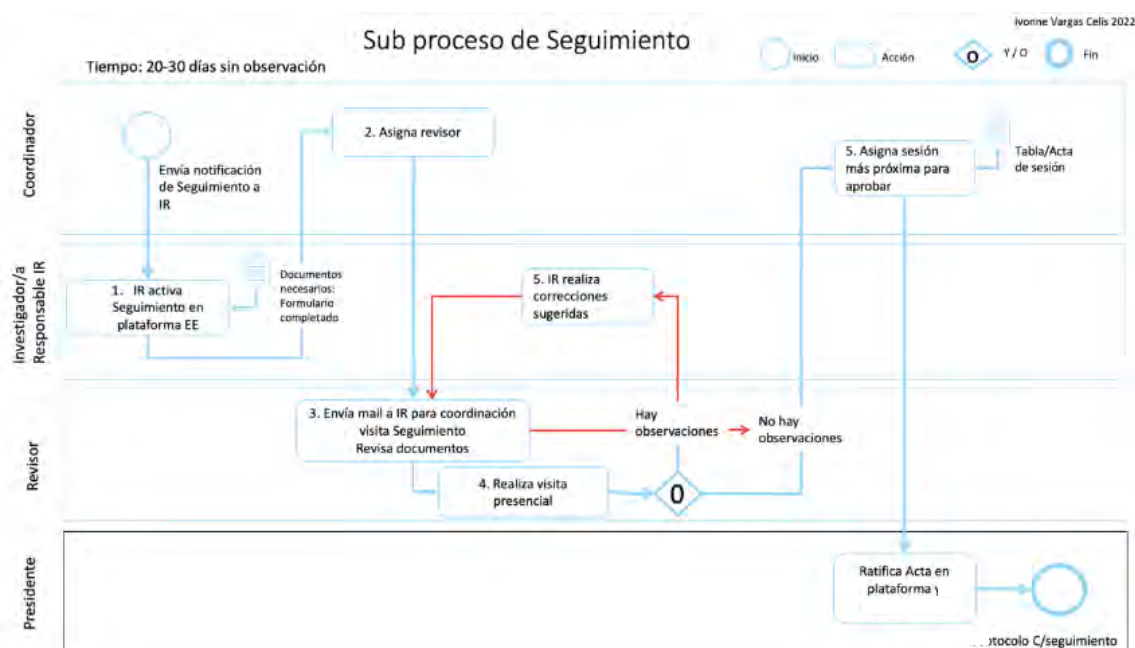 Ivonne Vargas Celis 2022
Sub proceso de Seguimiento
Tiempo: 20-30 días sin observación
Inicio
Acción
O
Y / O
Fin
Coordinador
Envía notificación
de Seguimiento a
IR
2. Asigna revisor
5. Asigna sesión
más próxima para
aprobar
Tabla/Acta
de sesión
Investigador/a
Responsable IR
1. IR activa
Seguimiento en
plataforma EE
Documentos
necesarios:
Formulario
completado
5. IR realiza
correcciones
sugeridas
Revisor
3. Envía mail a IR para coordinación
visita Seguimiento
Revisa documentos
Hay
observaciones
No hay
observaciones
4. Realiza visita
presencial
O
Presidente
Ratifica Acta en
plataforma
C/seguimiento